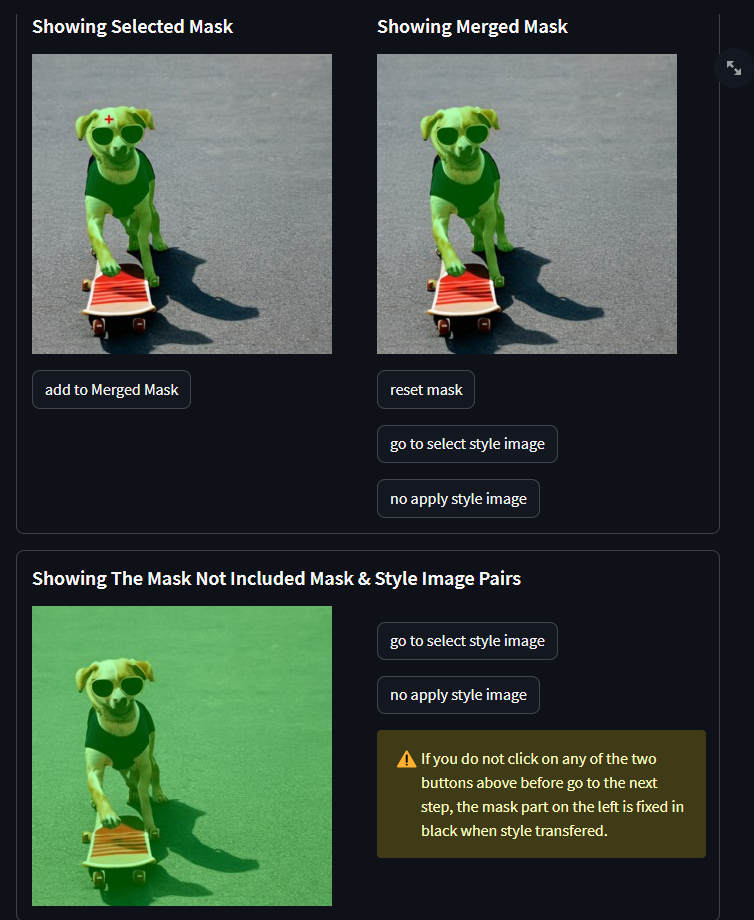 Showing Selected Mask
Showing Merged Mask
add to Merged Mask
reset mask
go to select style image
no apply style image
Showing The Mask Not Included Mask & Style Image Pairs
go to select style image
no apply style image
If you do not click on any of the two
buttons above before go to the next
step, the mask part on the left is fixed in
black when style transfered.